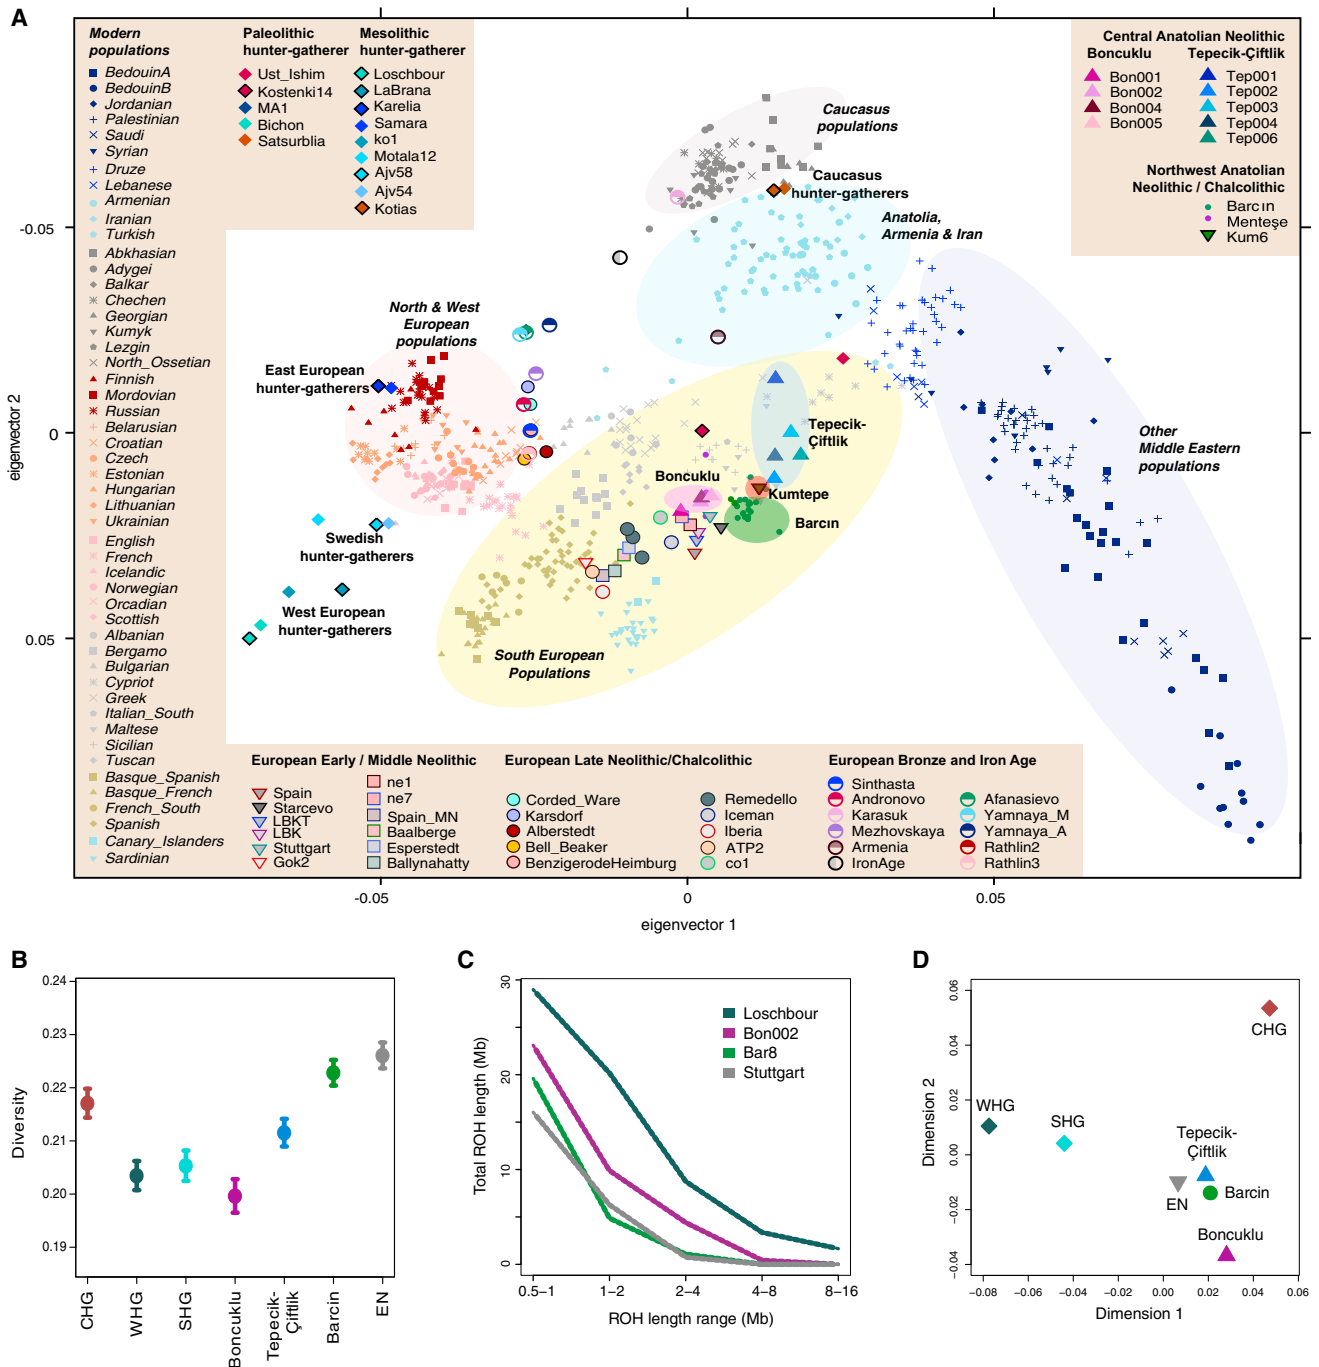 A
Modern
populations
BedouinA
BedouinB
Jordanian
Palestinian
Saudi
Syrian
Druze
Lebanese
Armenian
Iranian
Turkish
Abkhasian
Adygei
Balkar
Chechen
Georgian
Kumyk
Lezgin
North_Ossetian
Finnish
Mordovian
Russian
Belarusian
Croatian
Czech
Estonian
Hungarian
Lithuanian
Ukrainian
English
French
Icelandic
Norwegian
Orcadian
Scottish
Albanian
Bergamo
Bulgarian
Cypriot
Greek
Italian_South
Maltese
Sicilian
Tuscan
Basque_Spanish
Basque_French
French_South
Spanish
Canary_Islanders
Sardinian
Paleolithic
hunter-gatherer
Ust_Ishim
Kostenki14
MA1
Bichon
Satsurblia
Mesolithic
hunter-gatherer
Loschbour
LaBrana
Karelia
Samara
ko1
Motala12
Ajv58
Ajv54
Kotias
Central Anatolian Neolithic
Boncuklu
Tepecik-Çiftlik
Bon001
Bon002
Bon004
Bon005
Tep001
Tep002
Tep003
Tep004
Tep006
Northwest Anatolian
Neolithic / Chalcolithic
Barcın
Menteşe
Kum6
Caucasus
populations
Caucasus
hunter-gatherers
Anatolia,
Armenia & Iran
North & West
European
populations
East European
hunter-gatherers
Tepecik-
Çiftlik
Boncuklu
Kumtepe
Barcın
Other
Middle Eastern
populations
Swedish
hunter-gatherers
West European
hunter-gatherers
South European
Populations
European Early / Middle Neolithic
Spain
Starcevo
LBKT
LBK
Stuttgart
Gok2
ne1
ne7
Spain_MN
Baalberge
Esperstedt
Ballynahatty
European Late Neolithic/Chalcolithic
Corded_Ware
Karsdorf
Alberstedt
Bell_Beaker
BenzigerodeHeimburg
Remedello
Iceman
Iberia
ATP2
co1
European Bronze and Iron Age
Sinthasta
Andronovo
Karasuk
Mezhovskaya
Armenia
IronAge
Afanasievo
Yamnaya_M
Yamnaya_A
Rathlin2
Rathlin3
-0.05
0
0.05
eigenvector 2
-0.05
0
0.05
eigenvector 1
B
Diversity
0.24
0.23
0.22
0.21
0.20
0.19
CHG
WHG
SHG
Boncuklu
Tepecik-
Çiftlik
Barcin
EN
C
Total ROH length (Mb)
30
20
10
0
Loschbour
Bon002
Bar8
Stuttgart
0.5–1
1–2
2–4
4–8
8–16
ROH length range (Mb)
D
Dimension 2
0.06
0.04
0.02
0.00
−0.02
−0.04
CHG
WHG
SHG
Tepecik-
Çiftlik
EN
Barcin
Boncuklu
−0.08
−0.06
−0.04
−0.02
0.00
0.02
0.04
0.06
Dimension 1